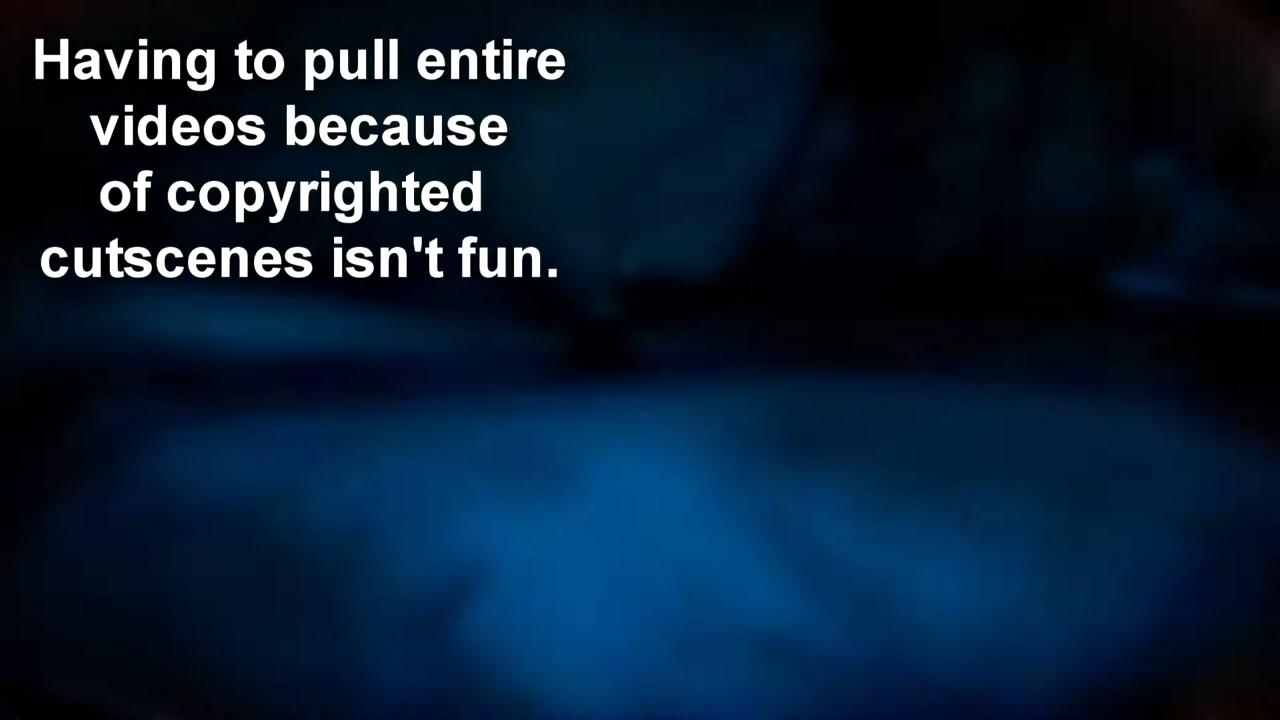 Having to pull entire
videos because
of copyrighted
cutscenes isn't fun.